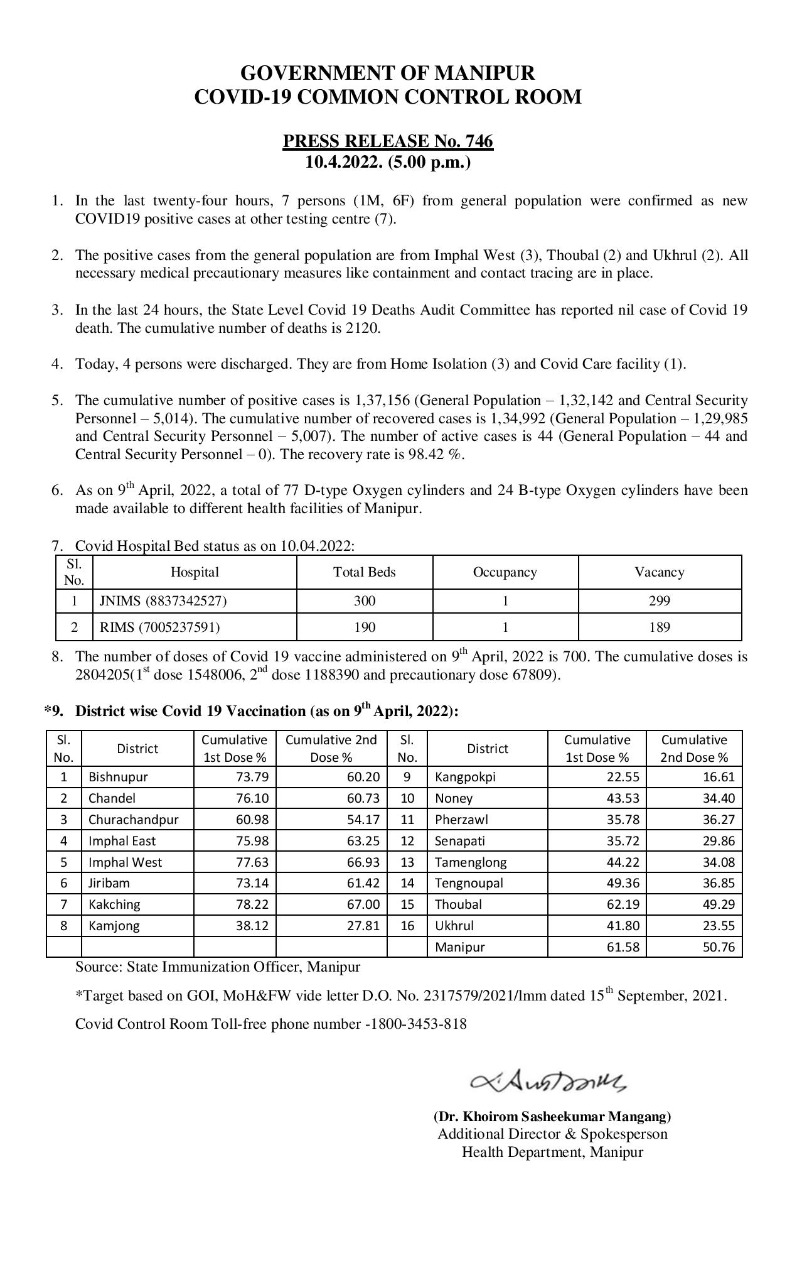 GOVERNMENT OF MANIPUR
COVID-19 COMMON CONTROL ROOM
PRESS RELEASE No. 746
10.4.2022. (5.00 p.m.)
1. In the last twenty-four hours, 7 persons (1M, 6F) from general population were confirmed as new
COVID19 positive cases at other testing centre (7).
2. The positive cases from the general population are from Imphal West (3), Thoubal (2) and Ukhrul (2). All
necessary medical precautionary measures like containment and contact tracing are in place.
3. In the last 24 hours, the State Level Covid 19 Deaths Audit Committee has reported nil case of Covid 19
death. The cumulative number of deaths is 2120.
4. Today, 4 persons were discharged. They are from Home Isolation (3) and Covid Care facility (1).
5. The cumulative number of positive cases is 1,37,156 (General Population – 1,32,142 and Central Security
Personnel – 5,014). The cumulative number of recovered cases is 1,34,992 (General Population – 1,29,985
and Central Security Personnel – 5,007). The number of active cases is 44 (General Population – 44 and
Central Security Personnel – 0). The recovery rate is 98.42 %.
6. As on 9th April, 2022, a total of 77 D-type Oxygen cylinders and 24 B-type Oxygen cylinders have been
made available to different health facilities of Manipur.
7. Covid Hospital Bed status as on 10.04.2022:
Sl. No. Hospital Total Beds Occupancy Vacancy
1 JNIMS (8837342527) 300 1 299
2 RIMS (7005237591) 190 1 189
8. The number of doses of Covid 19 vaccine administered on 9th April, 2022 is 700. The cumulative doses is
2804205(1st dose 1548006, 2nd dose 1188390 and precautionary dose 67809).
*9. District wise Covid 19 Vaccination (as on 9th April, 2022):
Sl. No. District Cumulative 1st Dose % Cumulative 2nd Dose % Sl. No. District Cumulative 1st Dose % Cumulative 2nd Dose %
1 Bishnupur 73.79 60.20 9 Kangpokpi 22.55 16.61
2 Chandel 76.10 60.73 10 Noney 43.53 34.40
3 Churachandpur 60.98 54.17 11 Pherzawl 35.78 36.27
4 Imphal East 75.98 63.25 12 Senapati 35.72 29.86
5 Imphal West 77.63 66.93 13 Tamenglong 44.22 34.08
6 Jiribam 73.14 61.42 14 Tengnoupal 49.36 36.85
7 Kakching 78.22 67.00 15 Thoubal 62.19 49.29
8 Kamjong 38.12 27.81 16 Ukhrul 41.80 23.55
Manipur 61.58 50.76
Source: State Immunization Officer, Manipur
*Target based on GOI, MoH&FW vide letter D.O. No. 2317579/2021/Imm dated 15th September, 2021.
Covid Control Room Toll-free phone number -1800-3453-818
(Dr. Khoirom Sasheekumar Mangang)
Additional Director & Spokesperson
Health Department, Manipur